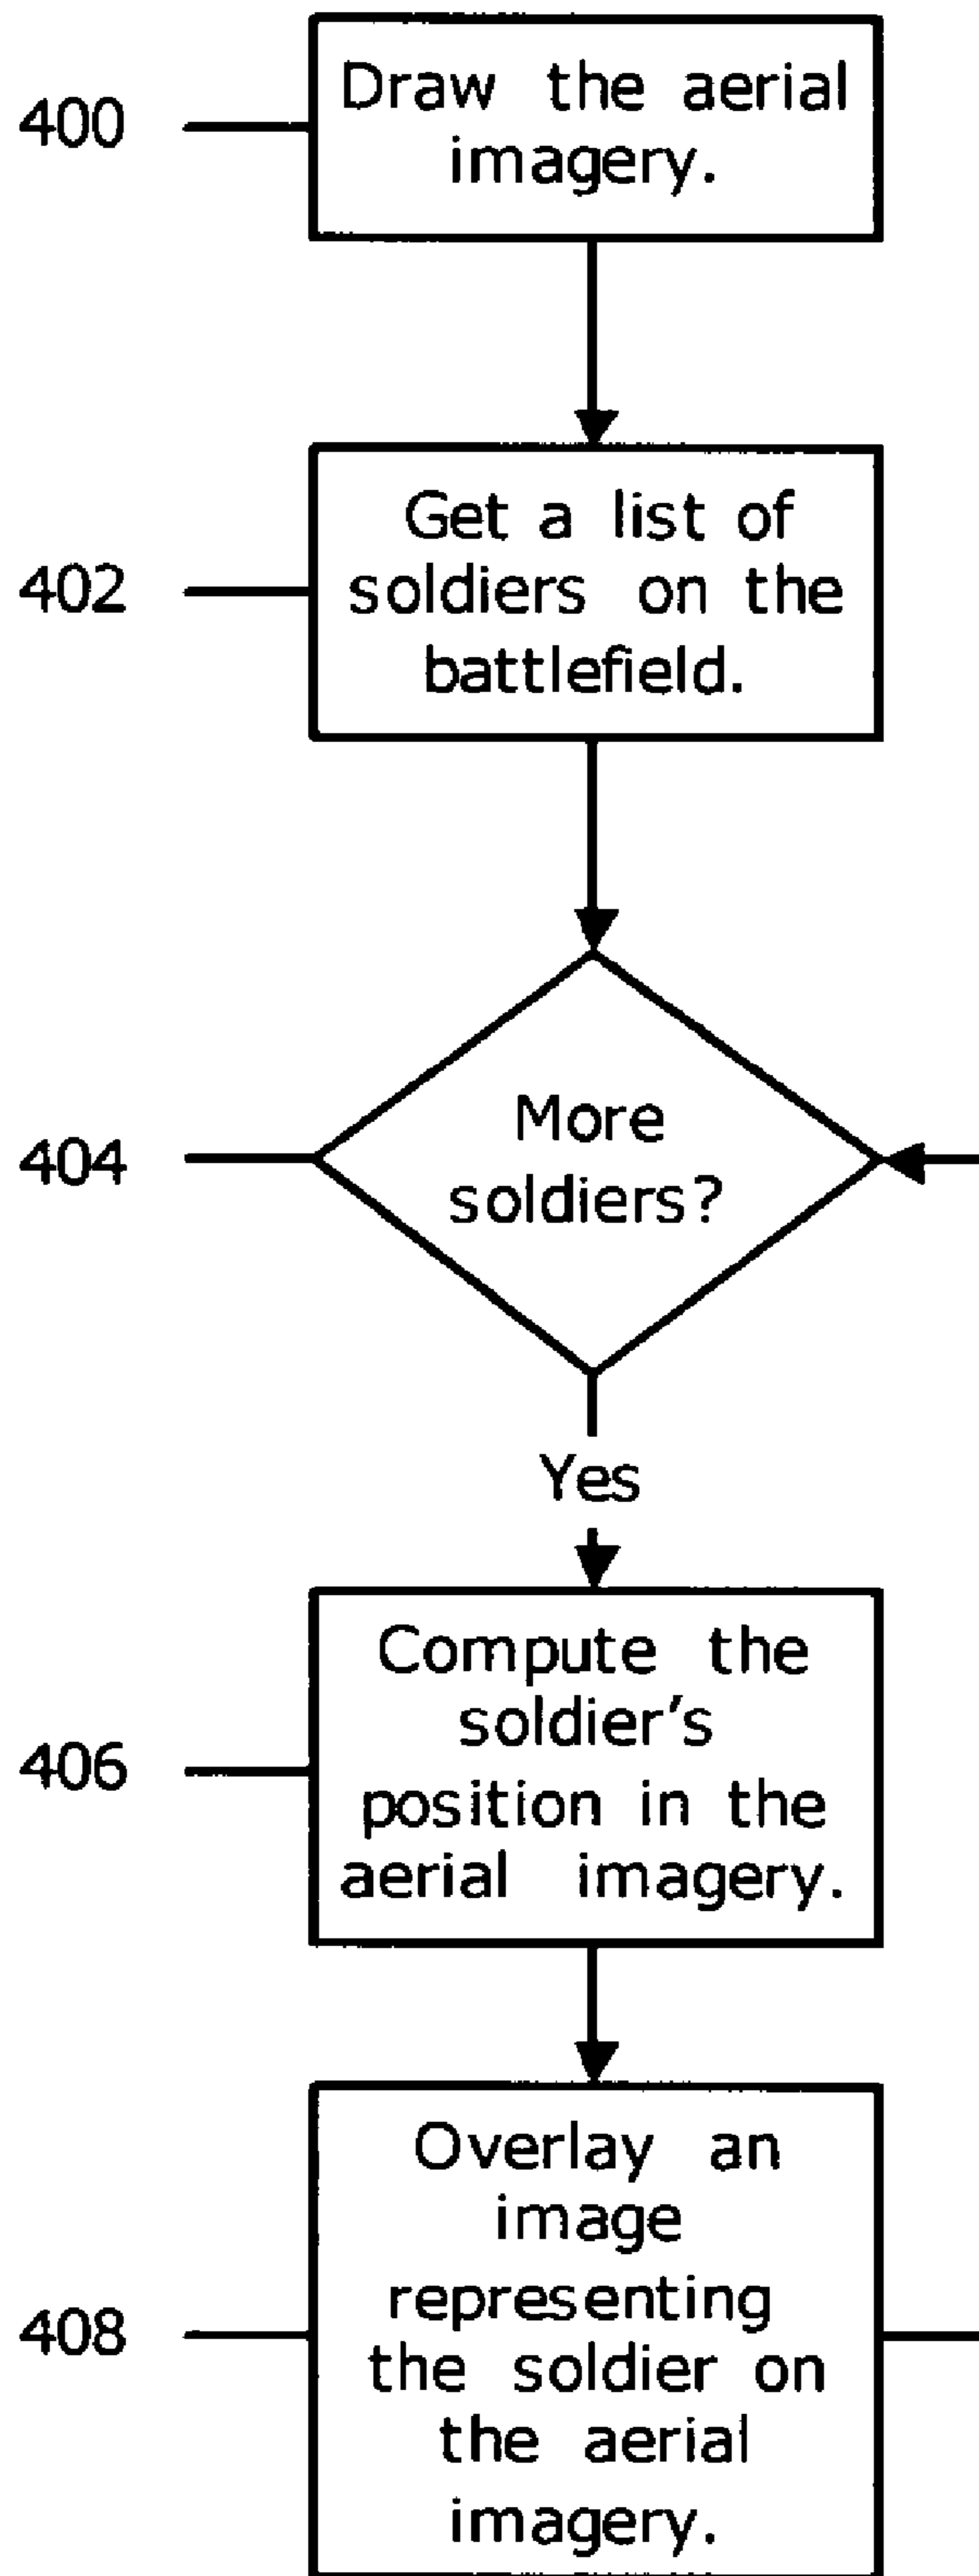 400
Draw the aerial
imagery.
402
Get a list of
soldiers on the
battlefield.
404
More
soldiers?
Yes
406
Compute the
soldier's
position in the
aerial imagery.
408
Overlay an
image
representing
the soldier on
the aerial
imagery.